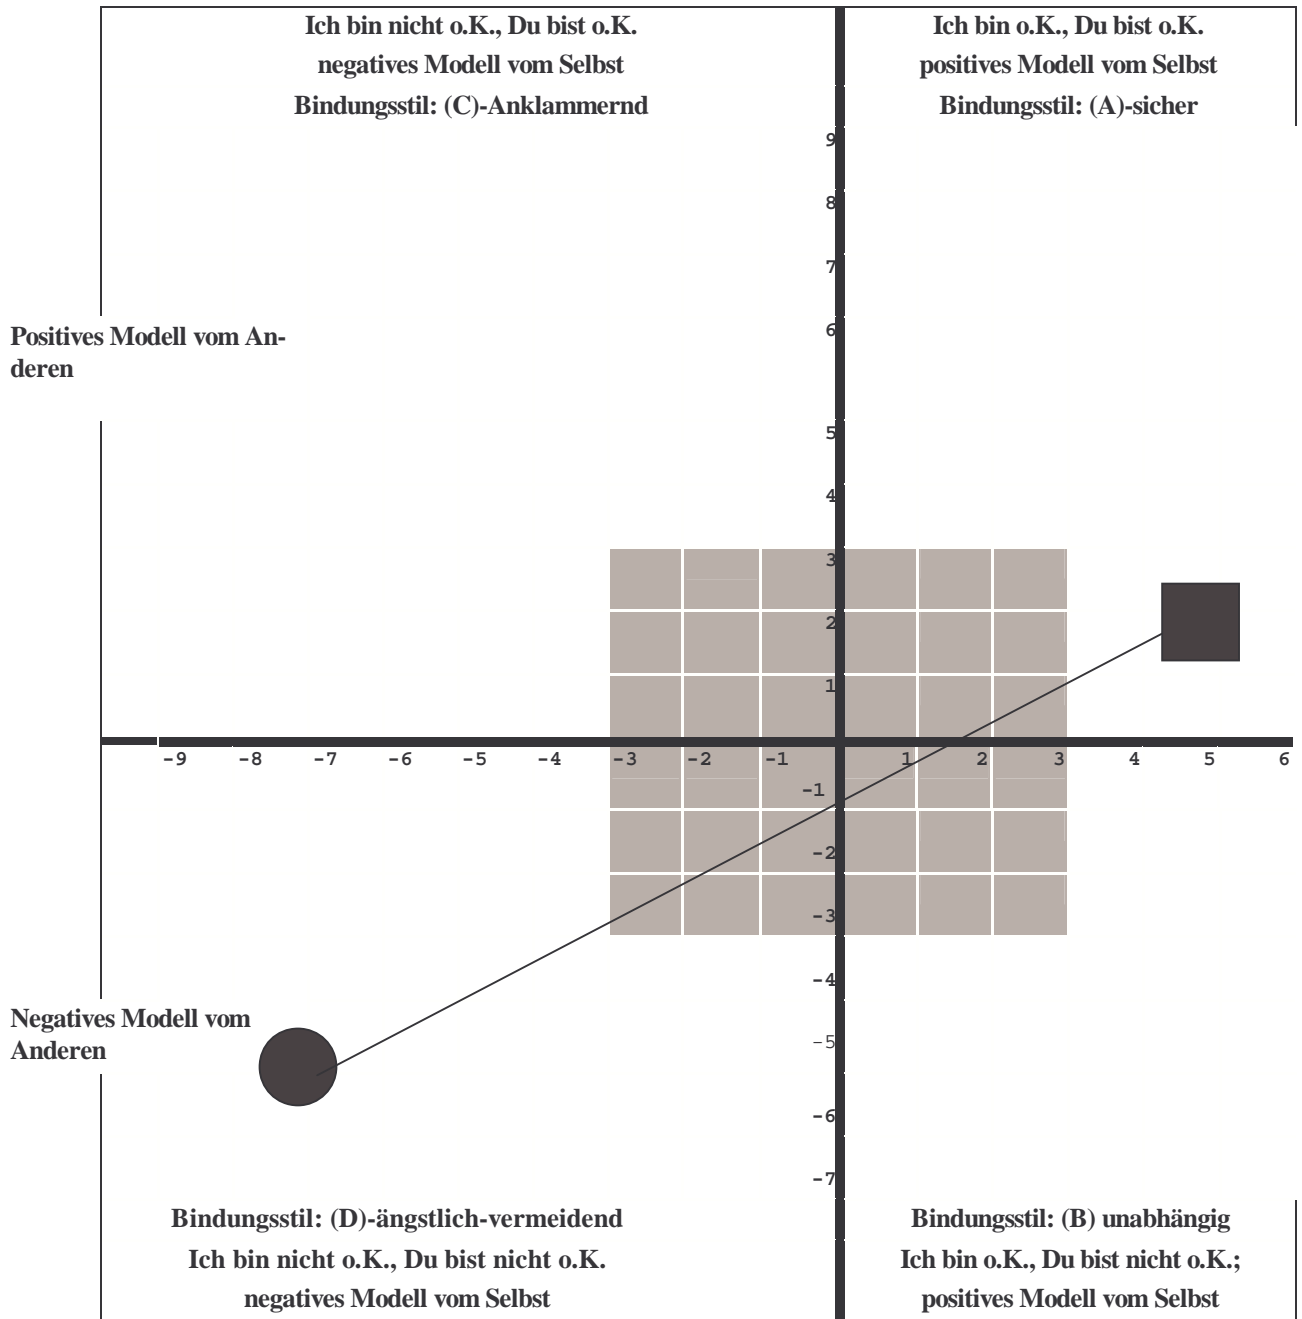 Ich bin nicht o.K., Du bist o.K.
negatives Modell vom Selbst
Bindungsstil: (C)-Anklammernd
Ich bin o.K., Du bist o.K.
positives Modell vom Selbst
Bindungsstil: (A)-sicher
9
8
7
6
Positives Modell vom An-
deren
5
4
3
2
1
-9 -8 -7 -6 -5 -4 -3 -2 -1 1 2 3 4 5 6
-1
-2
-3
-4
-5
-6
-7
Negatives Modell vom
Anderen
Bindungsstil: (D)-ängstlich-vermeidend
Ich bin nicht o.K., Du bist nicht o.K.
negatives Modell vom Selbst
Bindungsstil: (B) unabhängig
Ich bin o.K., Du bist nicht o.K.;
positives Modell vom Selbst